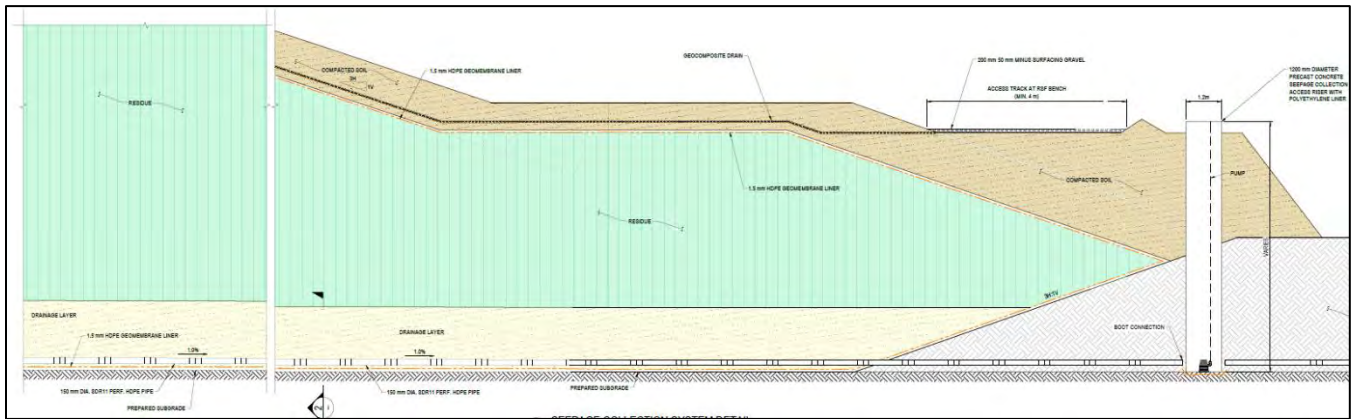 COMPACTED SOIL
3H
1V
1.5 mm HDPE GEOMEMBRANE LINER
GEOCOMPOSITE DRAIN
200 mm 50 mm MINUS SURFACING GRAVEL
ACCESS TRACK AT RSF BENCH
(MIN. 4 m)
1.2m
1200 mm DIAMETER
PRECAST CONCRETE
SEEPAGE COLLECTION
ACCESS RISER WITH
POLYETHYLENE LINER
RESIDUE
1.5 mm HDPE GEOMEMBRANE LINER
COMPACTED SOIL
PUMP
RESIDUE
VARIES
3H:1V
DRAINAGE LAYER
DRAINAGE LAYER
BOOT CONNECTION
1.5 mm HDPE GEOMEMBRANE LINER
1.0%
1.0%
150 mm DIA. SDR11 PERF. HDPE PIPE
150 mm DIA. SDR11 PERF. HDPE PIPE
PREPARED SUBGRADE
PREPARED SUBGRADE
SEEPAGE COLLECTION SYSTEM DETAIL